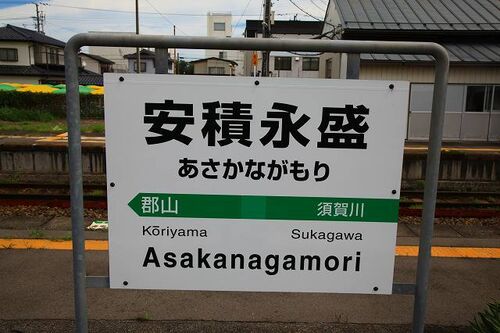 安積永盛
あさかながもり
郡山 須賀川
Kōriyama Sukagawa
Asakanagamori